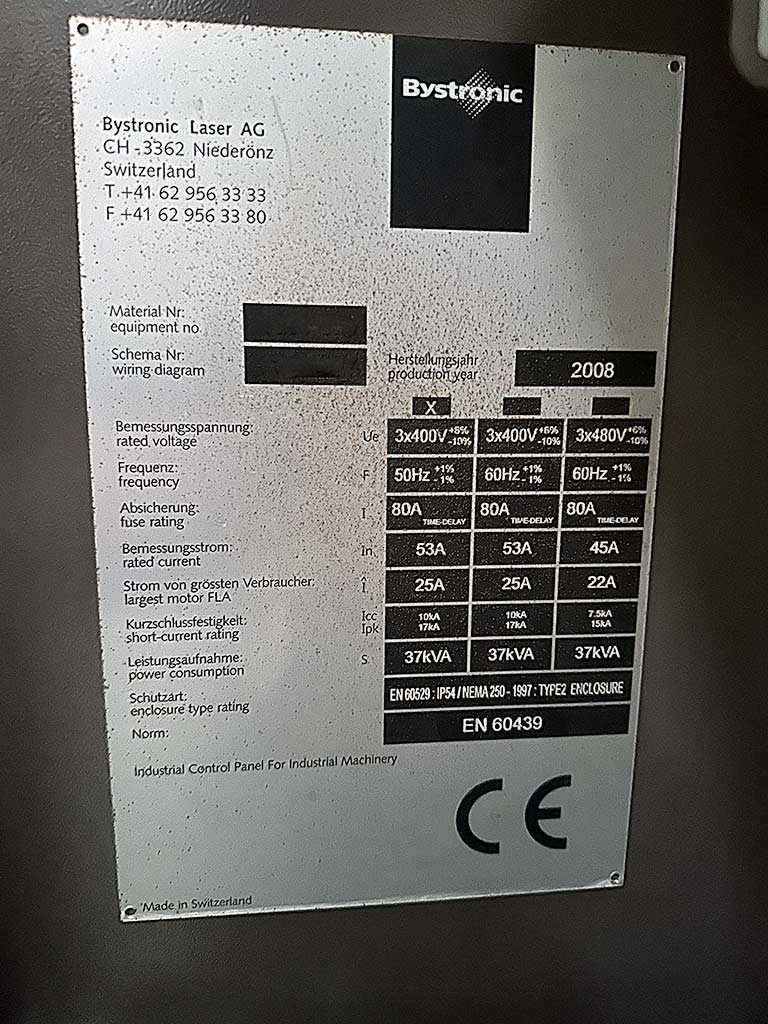 Bystronic
Bystronic Laser AG
CH-3362 Niederönz
Switzerland
T +41 62 956 33 33
F +41 62 956 33 80
Material Nr:
equipment no
Schema Nr:
wiring diagram
Herstellungsjahr
production year
2008
X
Bemessungsspannung:
rated voltage
Ue 3x400V +6% -10% 3x400V +6% -10% 3x480V +6% -10%
Frequenz:
frequency
F 50Hz +1% -1% 60Hz +1% -1% 60Hz +1% -1%
Absicherung:
fuse rating
I 80A TIME-DELAY 80A TIME-DELAY 80A TIME-DELAY
Bemessungsstrom:
rated current
In 53A 53A 45A
Strom von grössten Verbraucher:
largest motor FLA
Î 25A 25A 22A
Kurzschlussfestigkelt:
short-current rating
Icc 10kA 10kA 7.5kA
Ipk 17kA 17kA 15kA
Leistungsaufnahme:
power consumption
S 37kVA 37kVA 37kVA
Schutzart:
enclosure type rating
EN 60529 : IP54 / NEMA 250 - 1997 : TYPE2 ENCLOSURE
Norm:
EN 60439
Industrial Control Panel For Industrial Machinery
CE
Made in Switzerland